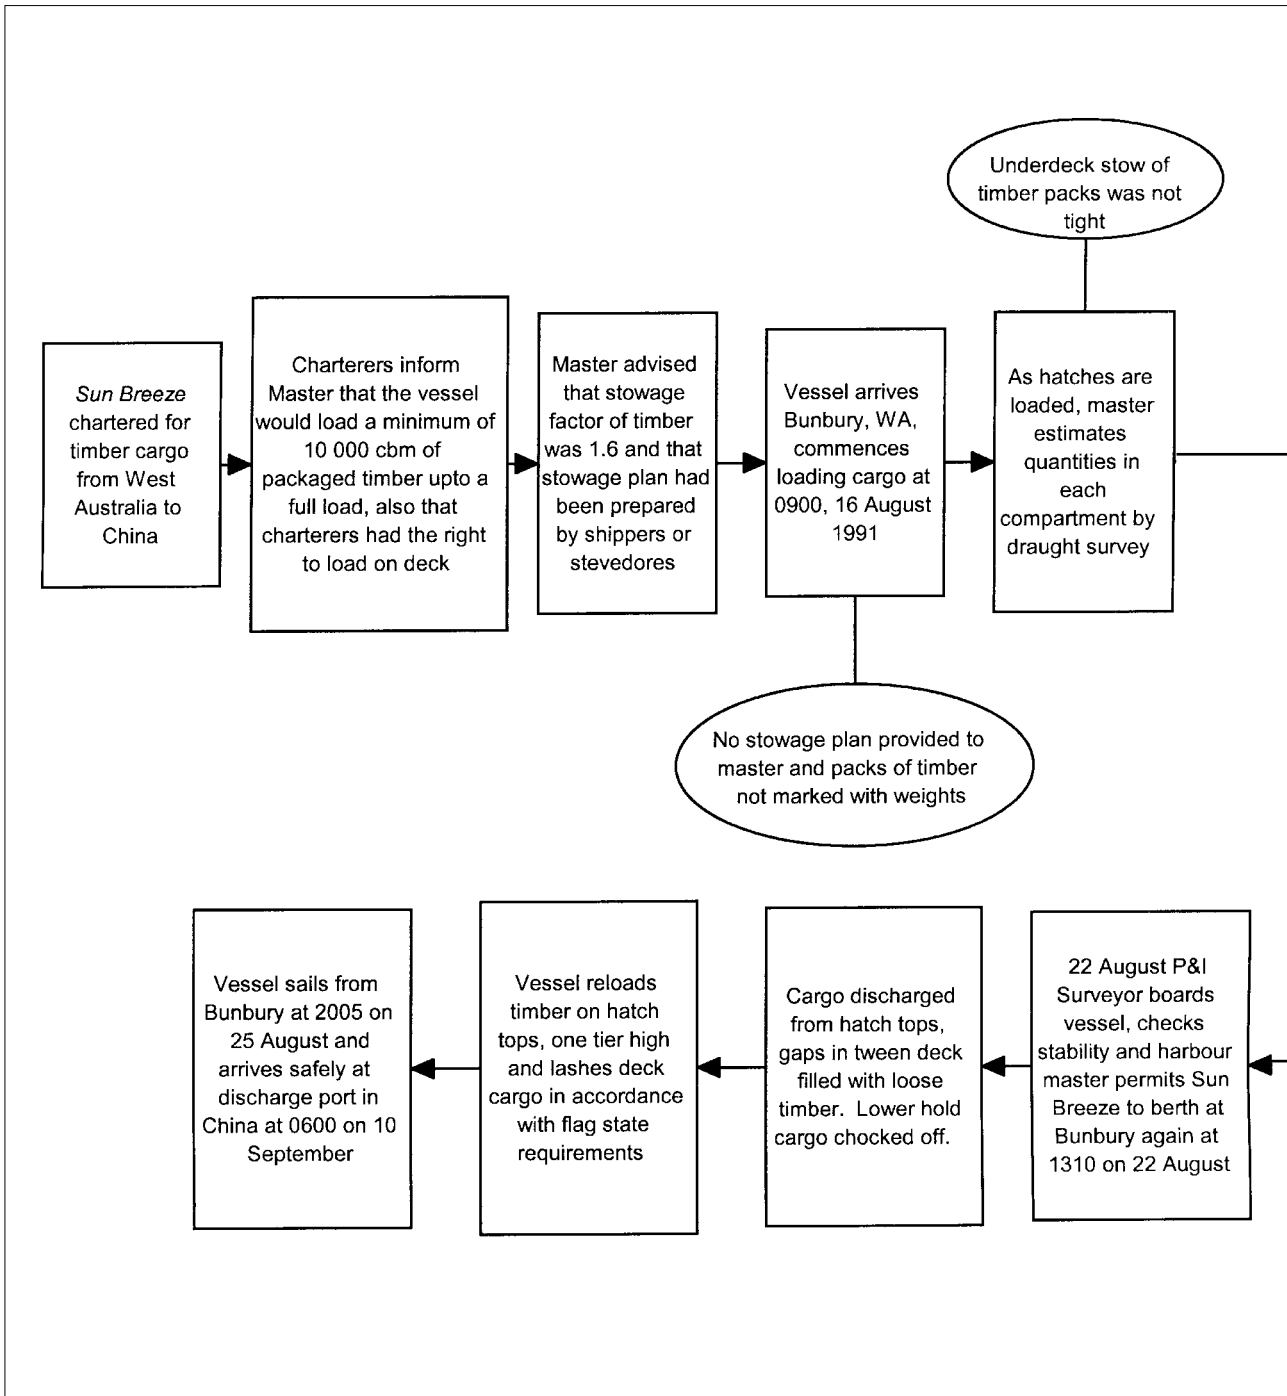 Underdeck stow of
timber packs was not
tight
Sun Breeze
chartered for
timber cargo
from West
Australia to
China
Charterers inform
Master that the vessel
would load a minimum of
10 000 cbm of
packaged timber upto a
full load, also that
charterers had the right
to load on deck
Master advised
that stowage
factor of timber
was 1.6 and that
stowage plan had
been prepared
by shippers or
stevedores
Vessel arrives
Bunbury, WA,
commences
loading cargo at
0900, 16 August
1991
As hatches are
loaded, master
estimates
quantities in
each
compartment by
draught survey
No stowage plan provided to
master and packs of timber
not marked with weights
22 August P&I
Surveyor boards
vessel, checks
stability and harbour
master permits Sun
Breeze to berth at
Bunbury again at
1310 on 22 August
Cargo discharged
from hatch tops,
gaps in tween deck
filled with loose
timber. Lower hold
cargo chocked off.
Vessel reloads
timber on hatch
tops, one tier high
and lashes deck
cargo in accordance
with flag state
requirements
Vessel sails from
Bunbury at 2005 on
25 August and
arrives safely at
discharge port in
China at 0600 on 10
September